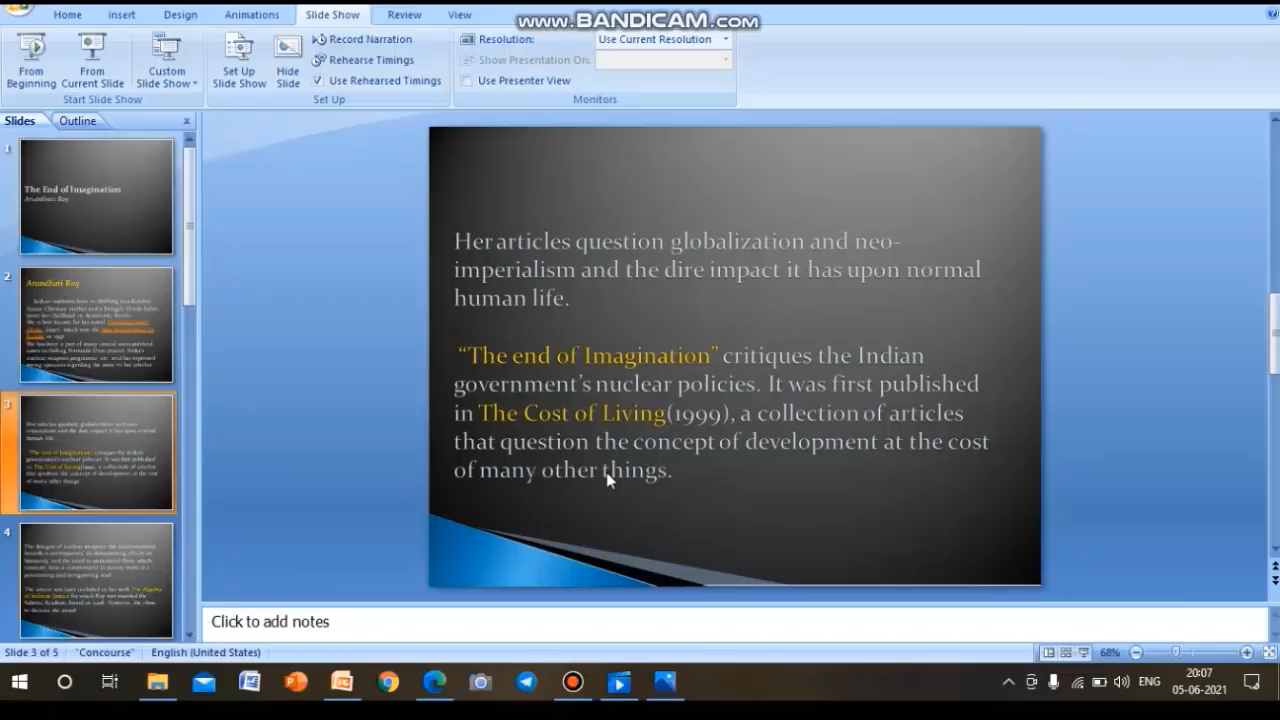 Home Insert Design Animations Slide Show Review View
www.BANDICAM.com
From Beginning
From Current Slide
Custom Slide Show
Start Slide Show
Set Up Slide Show
Hide Slide
Record Narration
Rehearse Timings
Use Rehearsed Timings
Set Up
Resolution: Use Current Resolution
Show Presentation On:
Use Presenter View
Monitors
Slides Outline
1
The End of Imagination
Arundhati Roy
2
Arundhati Roy
3
4
Her articles question globalization and neo-
imperialism and the dire impact it has upon normal
human life.
“The end of Imagination” critiques the Indian
government’s nuclear policies. It was first published
in The Cost of Living(1999), a collection of articles
that question the concept of development at the cost
of many other things.
Click to add notes
Slide 3 of 5 "Concourse" English (United States) 68%
ENG
20:07
05-06-2021